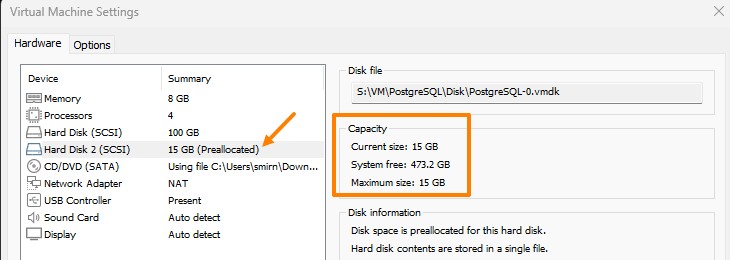 Virtual Machine Settings
Hardware Options
Device Summary
Memory 8 GB
Processors 4
Hard Disk (SCSI) 100 GB
Hard Disk 2 (SCSI) 15 GB (Preallocated)
CD/DVD (SATA) Using file C:\Users\smirn\Down...
Network Adapter NAT
USB Controller Present
Sound Card Auto detect
Display Auto detect
Disk file
S:\VM\PostgreSQL\Disk\PostgreSQL-0.vmdk
Capacity
Current size: 15 GB
System free: 473.2 GB
Maximum size: 15 GB
Disk information
Disk space is preallocated for this hard disk.
Hard disk contents are stored in a single file.